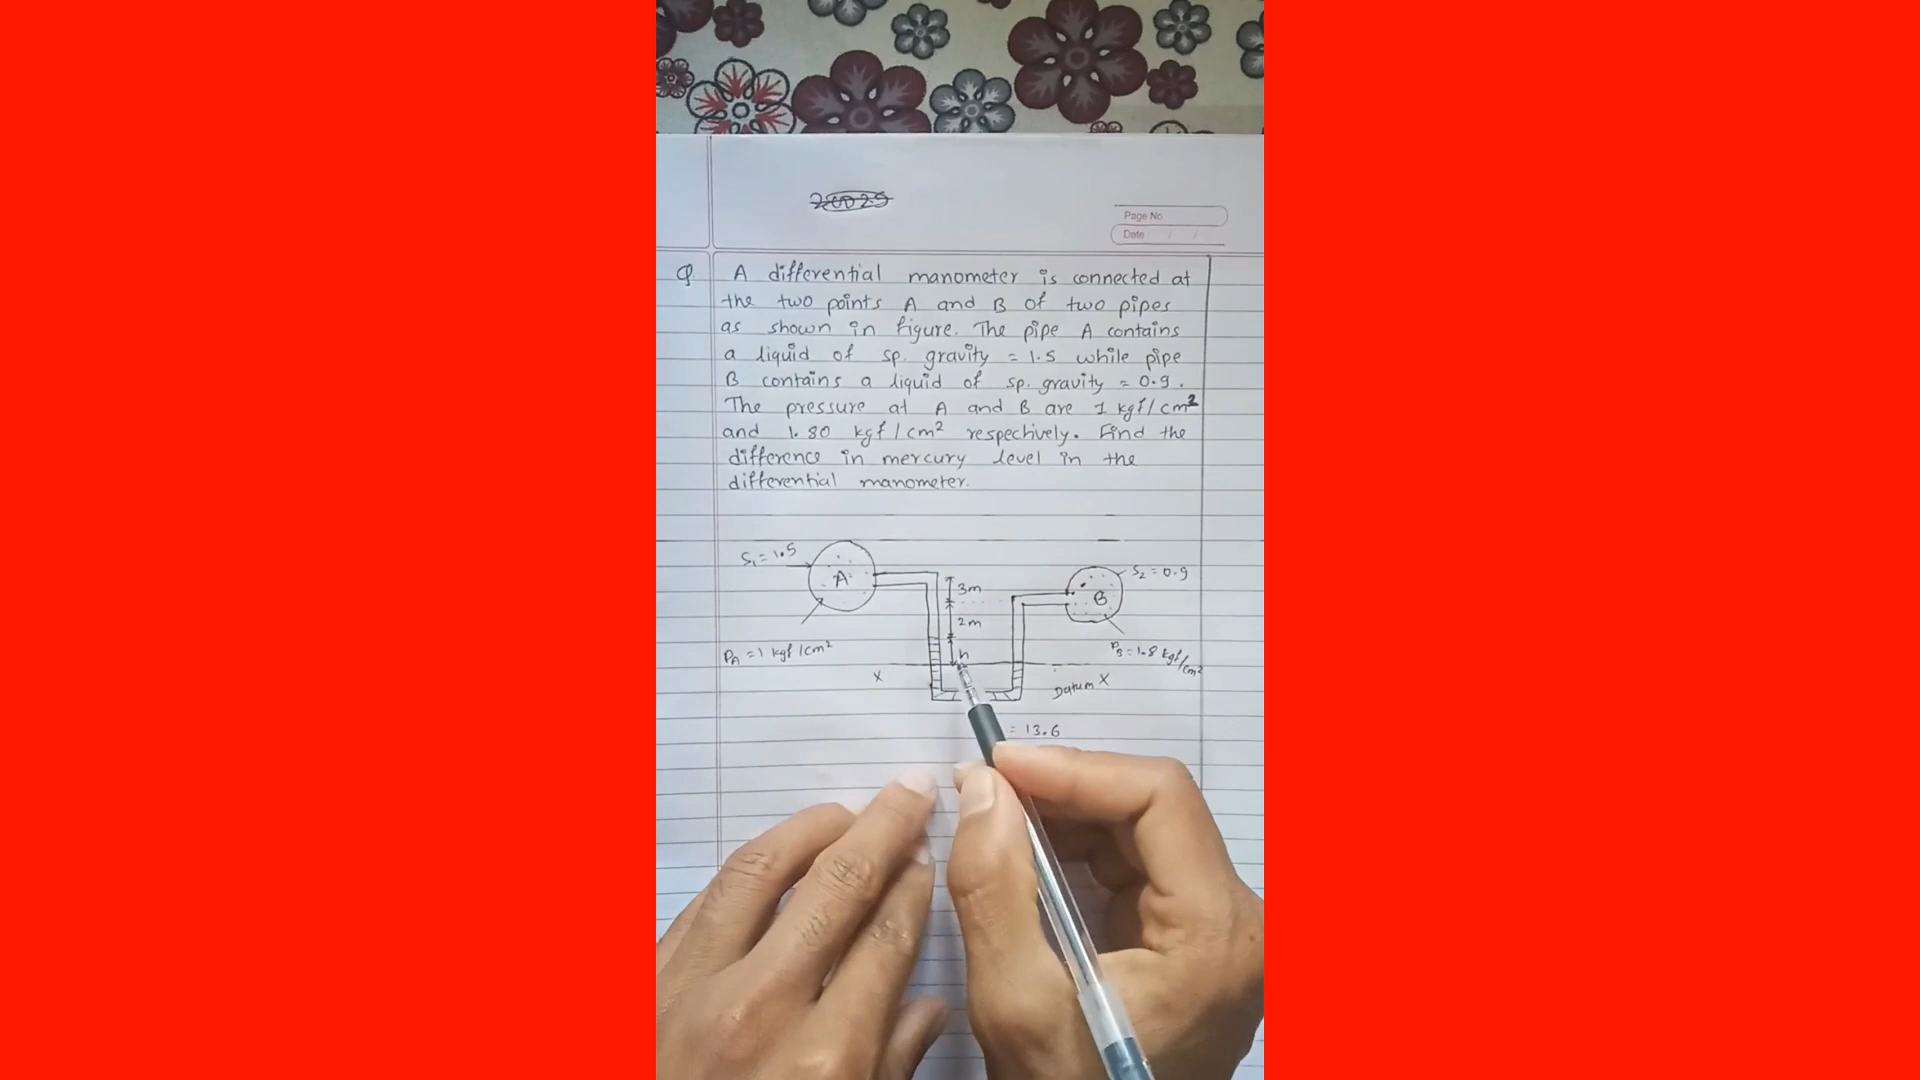 Page No
Date / /
Q. A differential manometer is connected at
the two points A and B of two pipes
as shown in figure. The pipe A contains
a liquid of sp. gravity = 1.5 while pipe
B contains a liquid of sp. gravity = 0.9.
The pressure at A and B are 1 kgf/cm²
and 1.80 kgf/cm² respectively. Find the
difference in mercury level in the
differential manometer.
S₁ = 1.5
A
3m
S₂ = 0.9
B
2m
P_A = 1 kgf/cm²
h
P_B = 1.8 kgf/cm²
X
Datum X
= 13.6